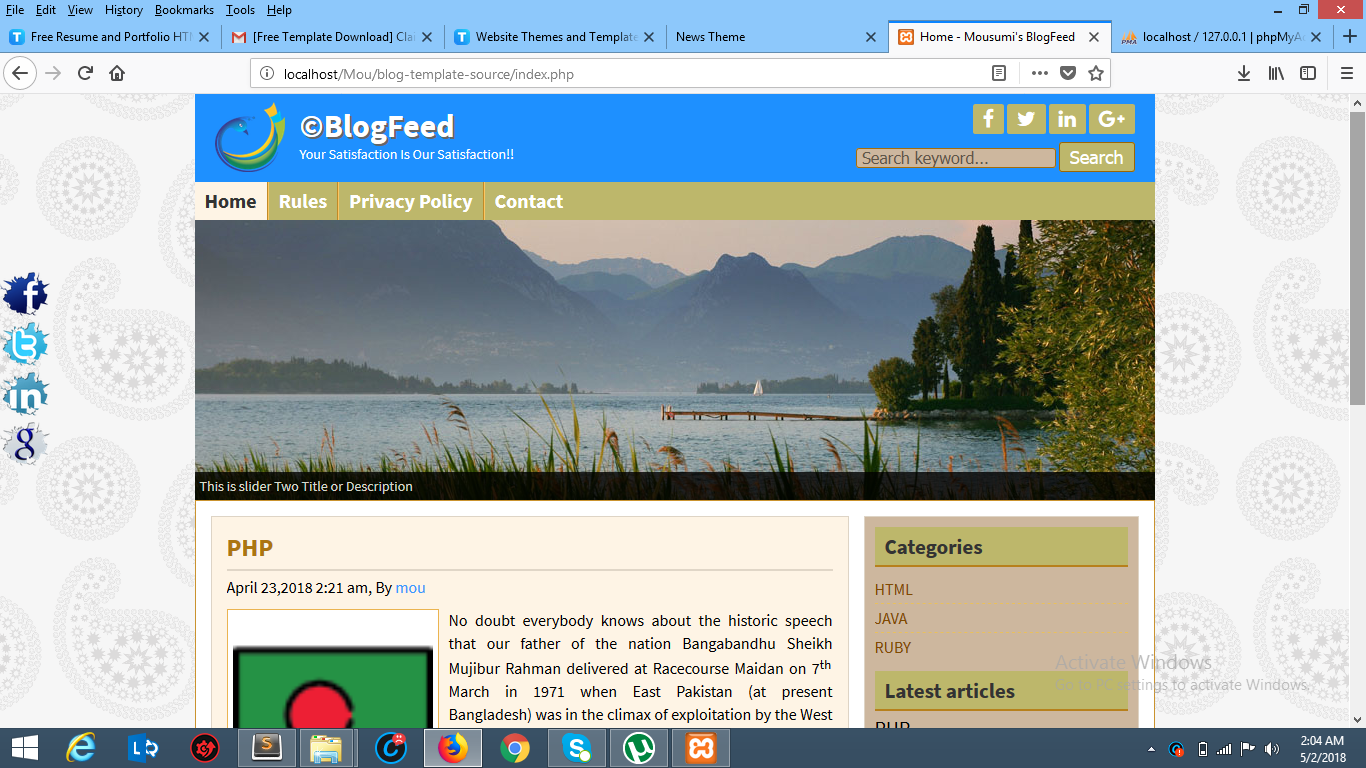 File Edit View History Bookmarks Tools Help
Free Resume and Portfolio HT
[Free Template Download] Cla
Website Themes and Template
News Theme
Home - Mousumi's BlogFeed
localhost / 127.0.0.1 | phpMyA
localhost/Mou/blog-template-source/index.php
©BlogFeed
Your Satisfaction Is Our Satisfaction!!
Search keyword... Search
Home Rules Privacy Policy Contact
This is slider Two Title or Description
PHP
April 23,2018 2:21 am, By mou
No doubt everybody knows about the historic speech
that our father of the nation Bangabandhu Sheikh
Mujibur Rahman delivered at Racecourse Maidan on 7th
March in 1971 when East Pakistan (at present
Bangladesh) was in the climax of exploitation by the West
Categories
HTML
JAVA
RUBY
Latest articles
PHP
Activate Windows
Go to PC settings to activate Windows.
2:04 AM
5/2/2018